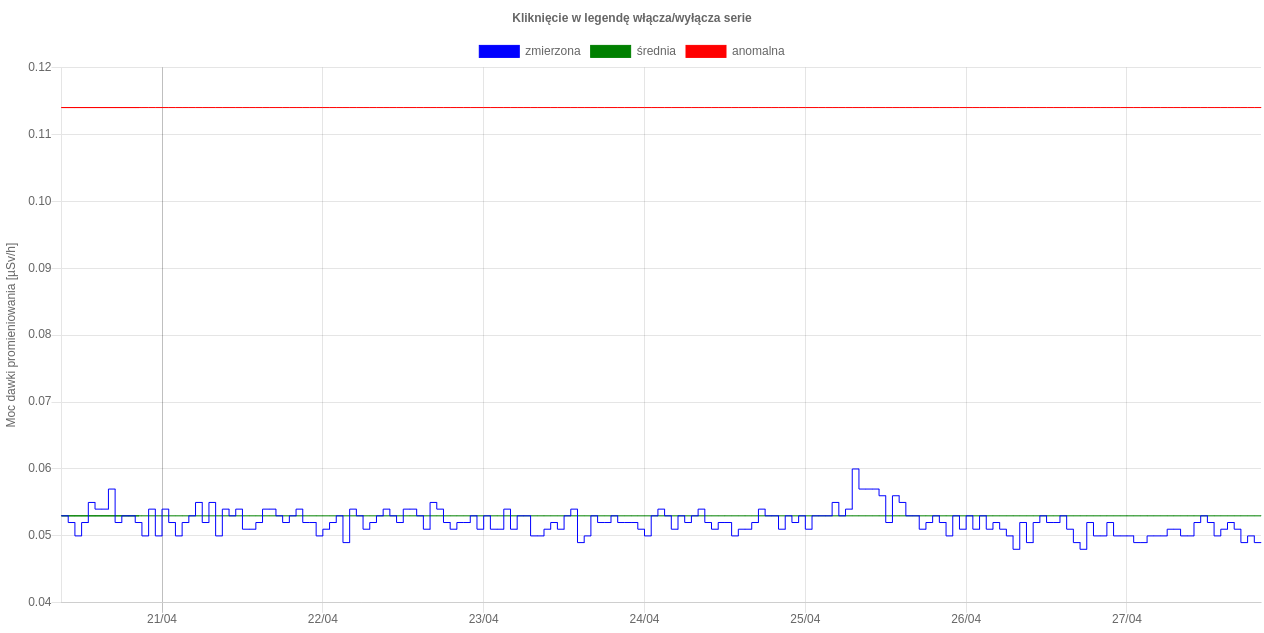 Kliknięcie w legendę włącza/wyłącza serie
zmierzona średnia anomalna
Moc dawki promieniowania [µSv/h]
0.12
0.11
0.10
0.09
0.08
0.07
0.06
0.05
0.04
21/04 22/04 23/04 24/04 25/04 26/04 27/04